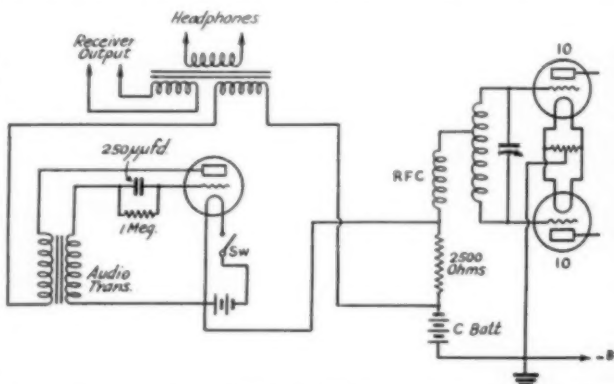 Headphones
Receiver
Output
10
250μμfd.
RFC
1 Meg.
Sw
2500
Ohms
Audio
Trans.
C Batt
10
-B